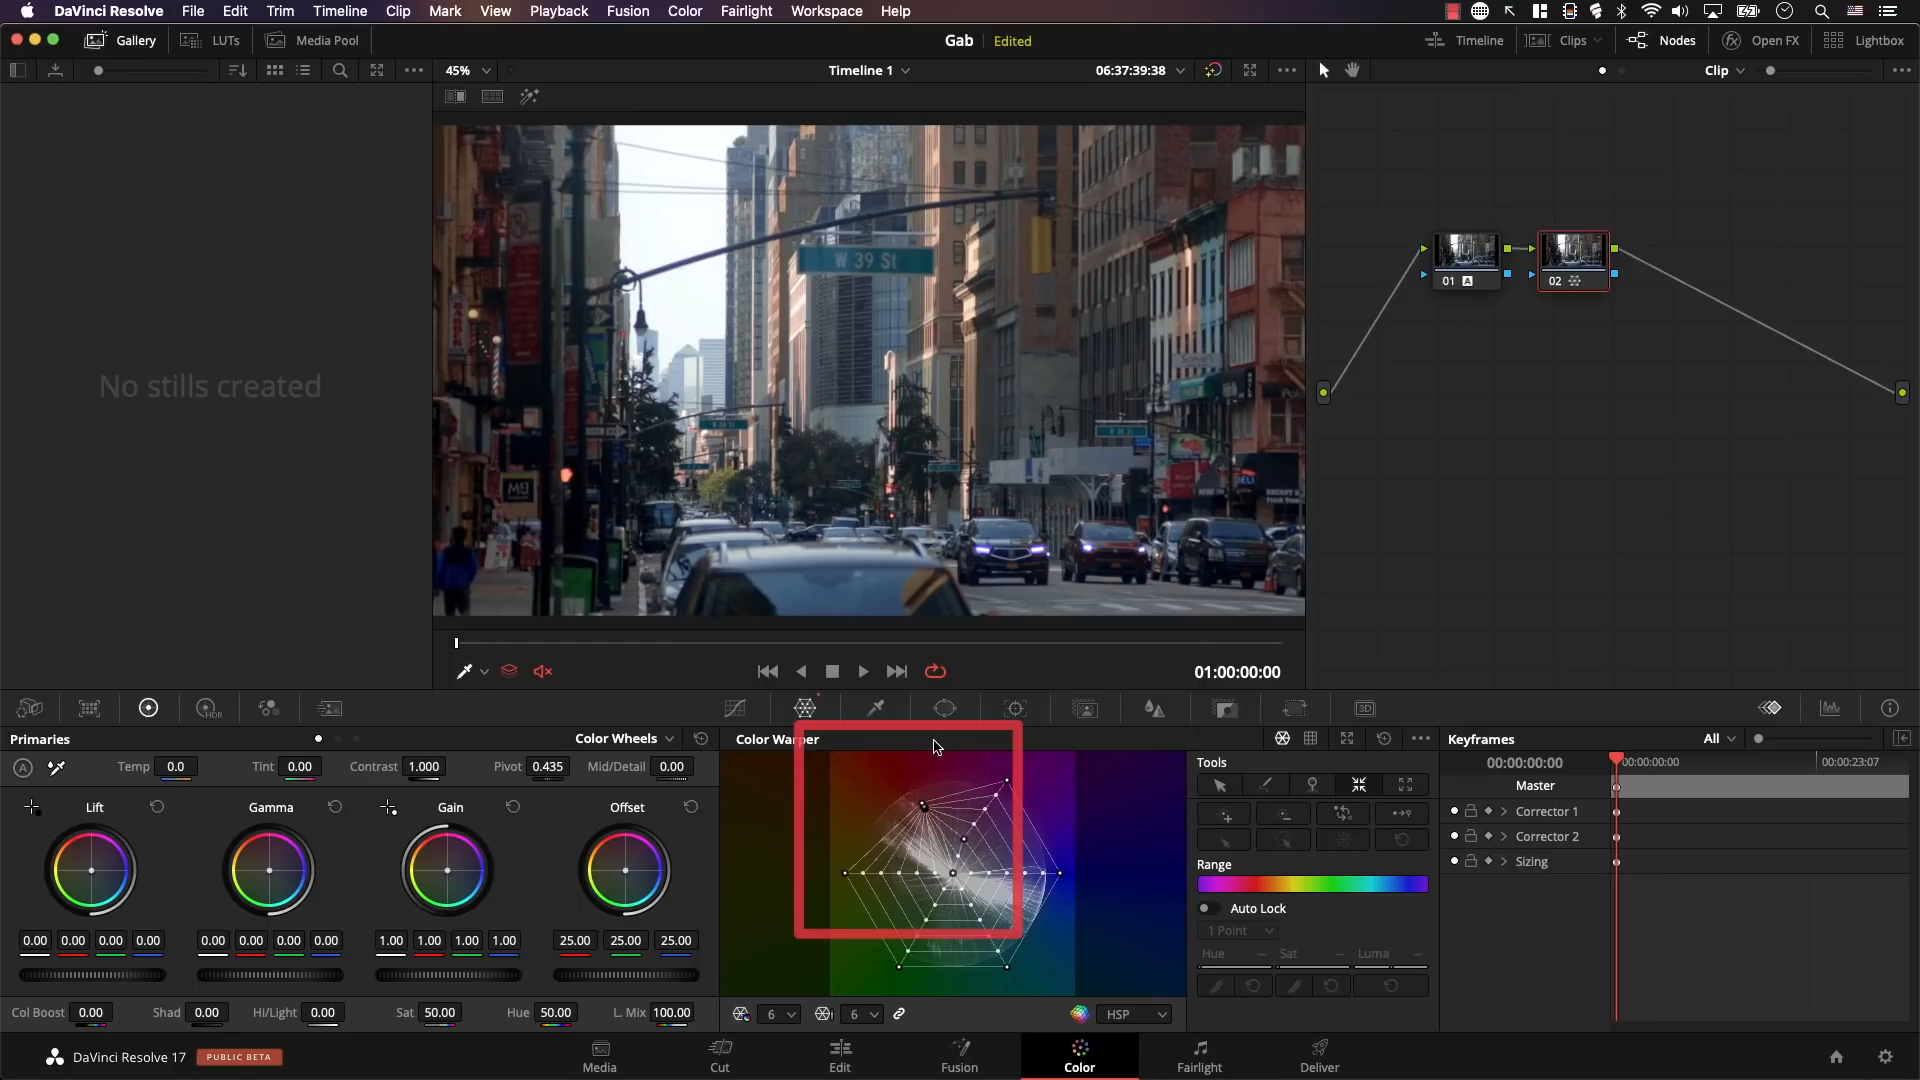 DaVinci Resolve File Edit Trim Timeline Clip Mark View Playback Fusion Color Fairlight Workspace Help
Gallery LUTs Media Pool Gab Edited Timeline Clips Nodes Open FX Lightbox
45% Timeline 1 06:37:39:38 Clip
W 39 St
No stills created
01 A 02
DELI
01:00:00:00
HDR 3D
Primaries Color Wheels Color Warper Keyframes All
Temp 0.0 Tint 0.00 Contrast 1.000 Pivot 0.435 Mid/Detail 0.00
Tools
00:00:00:00 00:00:00:00 00:00:23:07
Master
Lift Gamma Gain Offset
Corrector 1
Corrector 2
Range
Sizing
Auto Lock
1 Point
0.00 0.00 0.00 0.00 0.00 0.00 0.00 0.00 1.00 1.00 1.00 1.00 25.00 25.00 25.00
Hue Sat Luma
Col Boost 0.00 Shad 0.00 Hi/Light 0.00 Sat 50.00 Hue 50.00 L. Mix 100.00
6 6 HSP
DaVinci Resolve 17 PUBLIC BETA
Media Cut Edit Fusion Color Fairlight Deliver